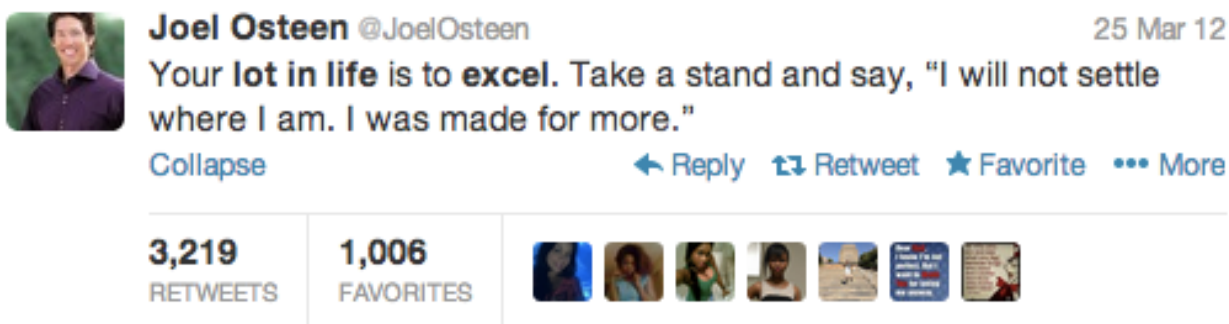 Joel Osteen @JoelOsteen 25 Mar 12
Your lot in life is to excel. Take a stand and say, “I will not settle
where I am. I was made for more.”
Collapse Reply Retweet Favorite ••• More
3,219 1,006
RETWEETS FAVORITES